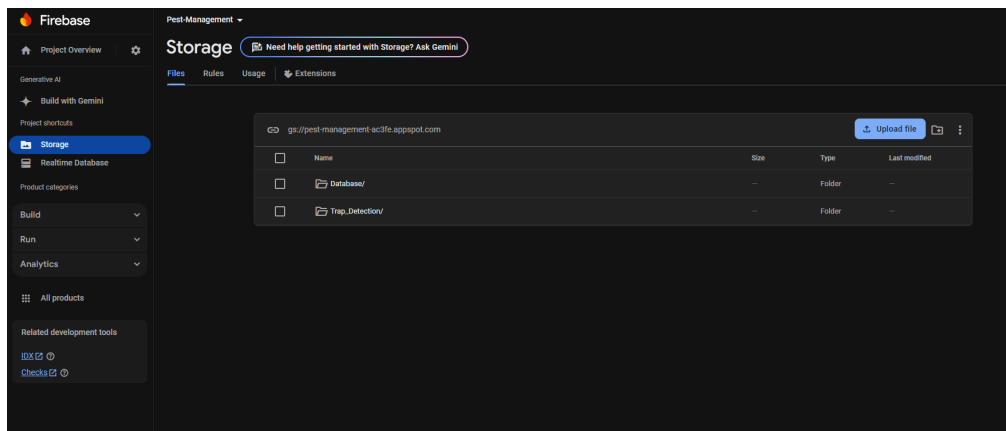 Firebase
Project Overview
Generative AI
Build with Gemini
Project shortcuts
Storage
Realtime Database
Product categories
Build
Run
Analytics
All products
Related development tools
IDX
Checks
Pest-Management
Storage
Need help getting started with Storage? Ask Gemini
Files Rules Usage Extensions
gs://pest-management-ac3fe.appspot.com
Upload file
Name Size Type Last modified
Database/ — Folder —
Trap_Detection/ — Folder —